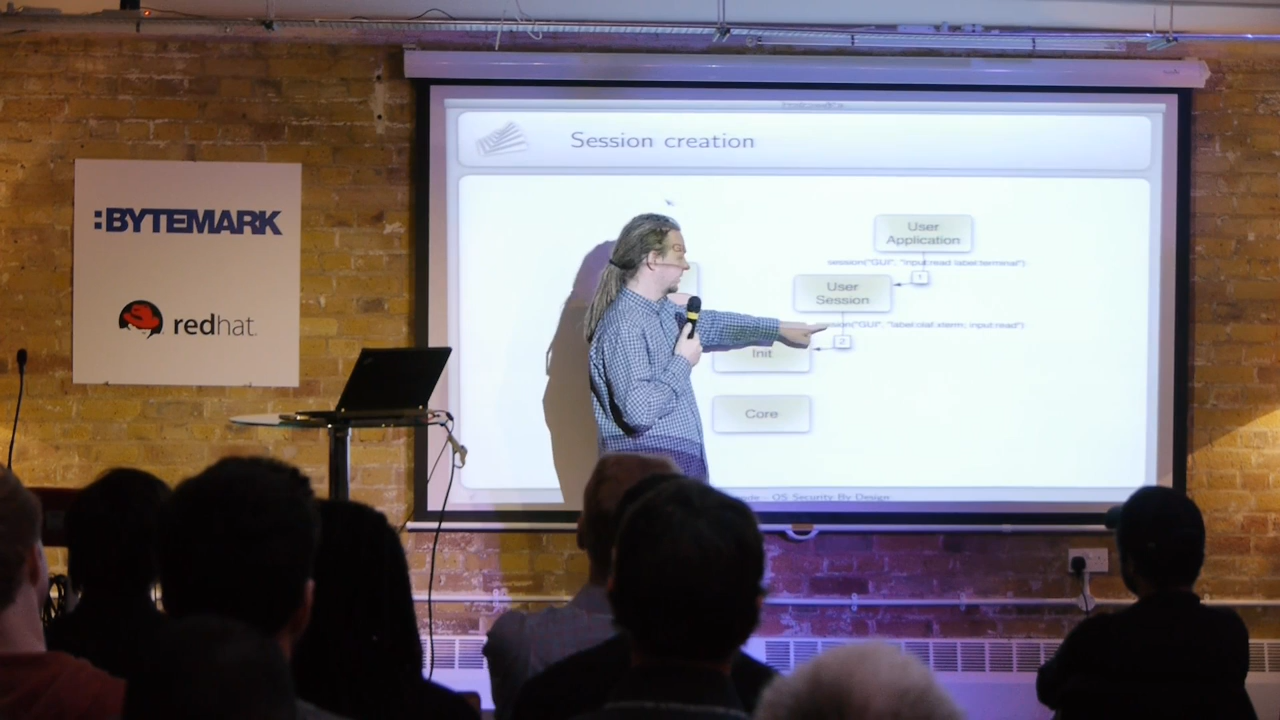 Session creation
:BYTEMARK
redhat.
User
Application
session("GUI", "input:read label:terminal")
1
User
Session
"GUI", "label:olaf.xterm; input:read")
2
Init
Core
OS Security By Design